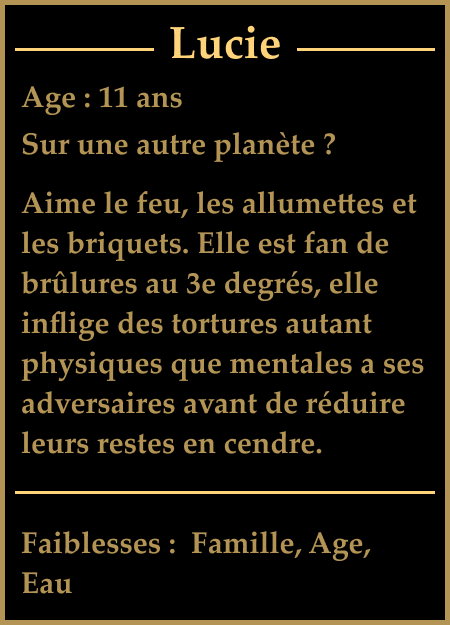 Lucie
Age : 11 ans
Sur une autre planète ?
Aime le feu, les allumettes et
les briquets. Elle est fan de
brûlures au 3e degrés, elle
inflige des tortures autant
physiques que mentales a ses
adversaires avant de réduire
leurs restes en cendre.
Faiblesses :  Famille, Age,
Eau